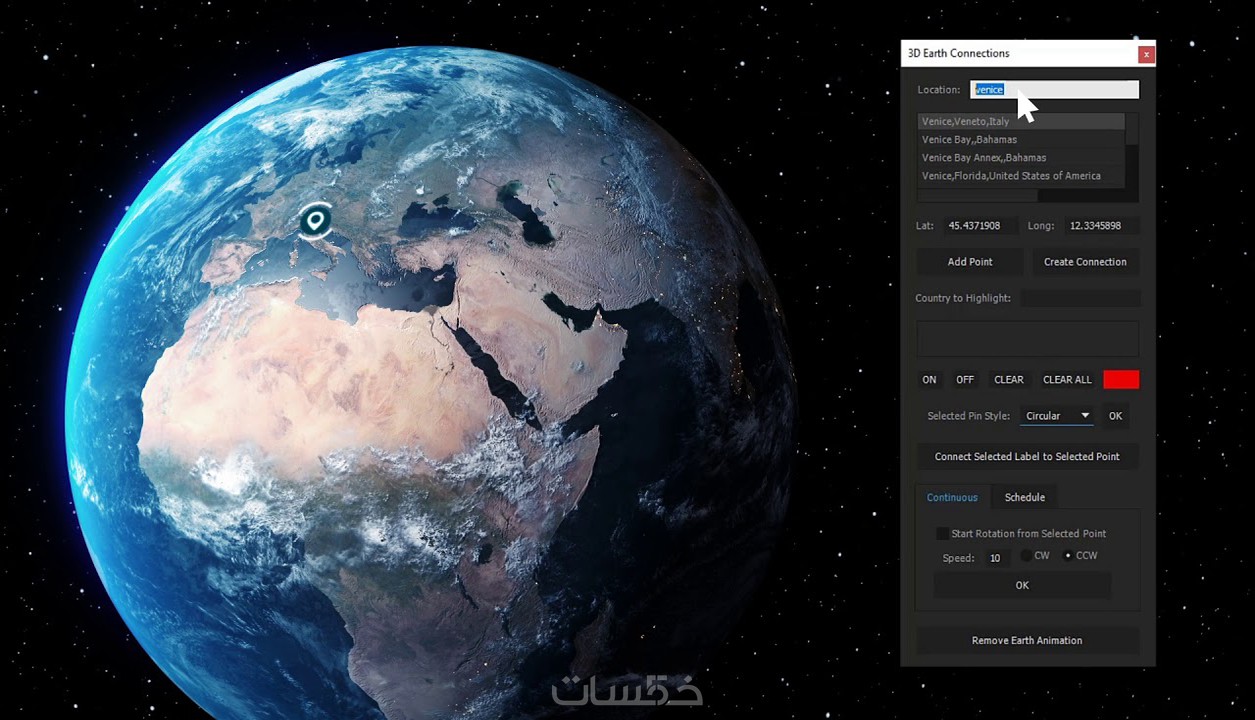 3D Earth Connections
x
Location: venice
Venice,Veneto,Italy
Venice Bay,,Bahamas
Venice Bay Annex,,Bahamas
Venice,Florida,United States of America
Lat: 45.4371908 Long: 12.3345898
Add Point Create Connection
Country to Highlight:
ON OFF CLEAR CLEAR ALL
Selected Pin Style: Circular OK
Connect Selected Label to Selected Point
Continuous Schedule
Start Rotation from Selected Point
Speed: 10 CW CCW
OK
Remove Earth Animation
خمسات